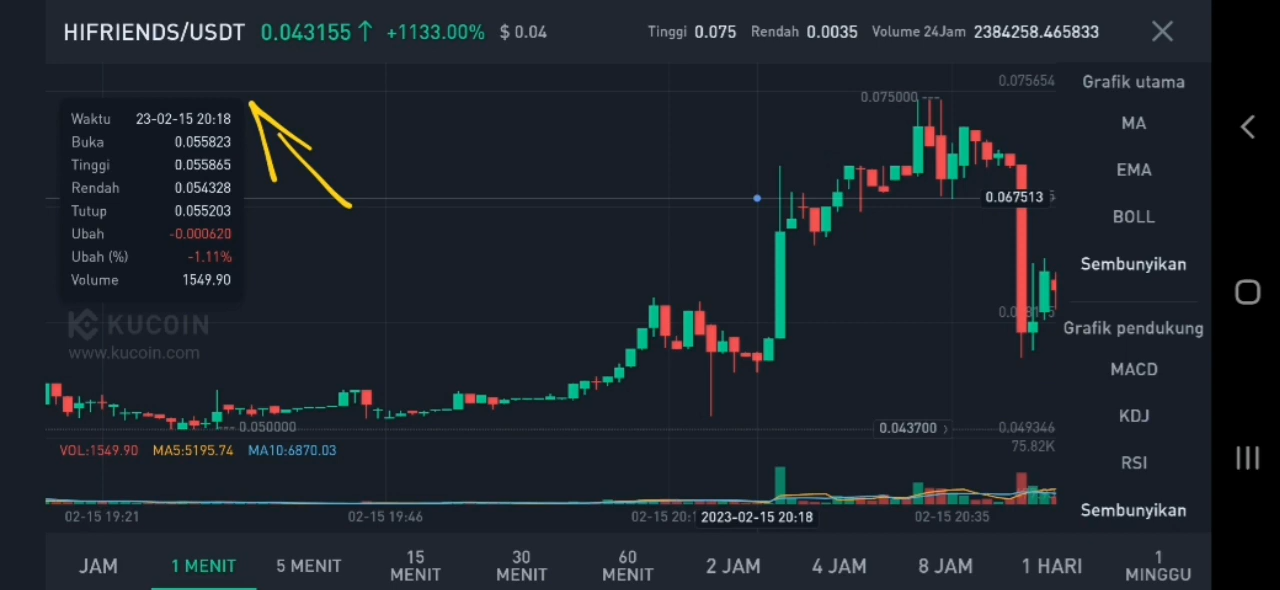 HIFRIENDS/USDT 0.043155 ↑ +1133.00% $ 0.04 Tinggi 0.075 Rendah 0.0035 Volume 24Jam 2384258.465833
0.075654
Grafik utama
0.075000
Waktu 23-02-15 20:18
Buka 0.055823
Tinggi 0.055865
Rendah 0.054328
Tutup 0.055203
Ubah -0.000620
Ubah (%) -1.11%
Volume 1549.90
MA
EMA
0.067513
BOLL
Sembunyikan
KUCOIN
www.kucoin.com
Grafik pendukung
MACD
0.050000
0.043700
0.049346
KDJ
VOL:1549.90 MA5:5195.74 MA10:6870.03
75.82K
RSI
Sembunyikan
02-15 19:21 02-15 19:46 02-15 20:1 2023-02-15 20:18 02-15 20:35
JAM 1 MENIT 5 MENIT 15 MENIT 30 MENIT 60 MENIT 2 JAM 4 JAM 8 JAM 1 HARI 1 MINGGU